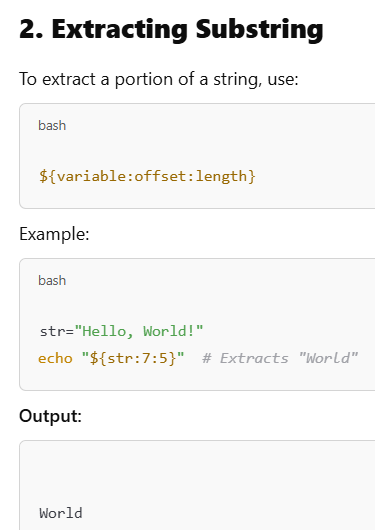 2. Extracting Substring
To extract a portion of a string, use:
bash
${variable:offset:length}
Example:
bash
str="Hello, World!"
echo "${str:7:5}"  # Extracts "World"
Output:
World